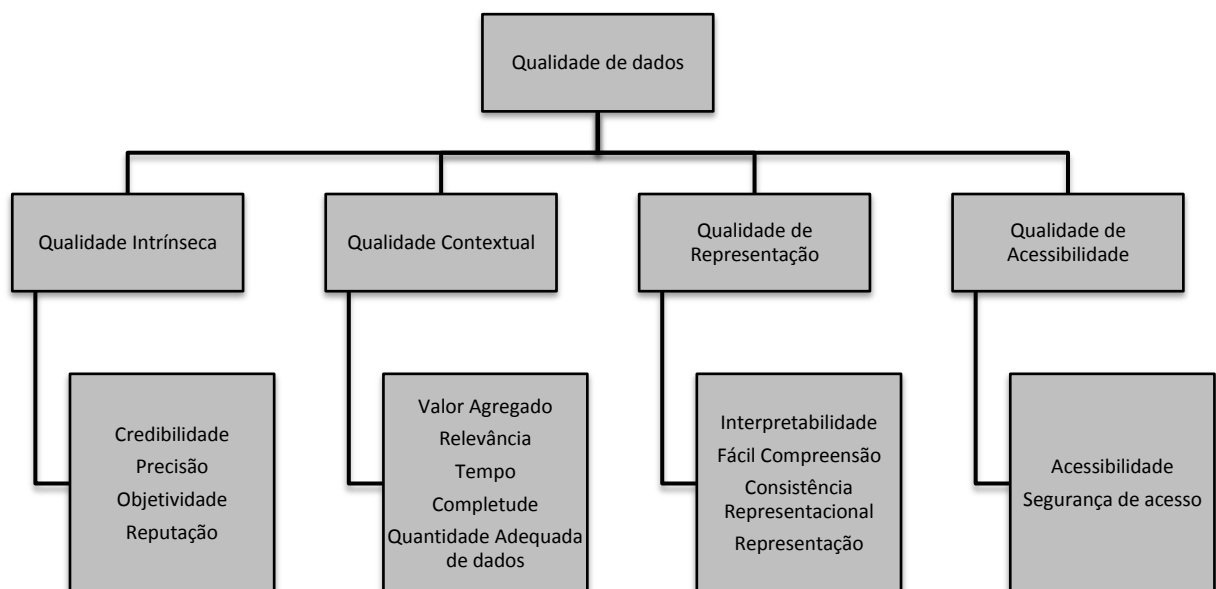 Qualidade de dados
Qualidade Intrínseca
Qualidade Contextual
Qualidade de
Representação
Qualidade de
Acessibilidade
Credibilidade
Precisão
Objetividade
Reputação
Valor Agregado
Relevância
Tempo
Completude
Quantidade Adequada
de dados
Interpretabilidade
Fácil Compreensão
Consistência
Representacional
Representação
Acessibilidade
Segurança de acesso